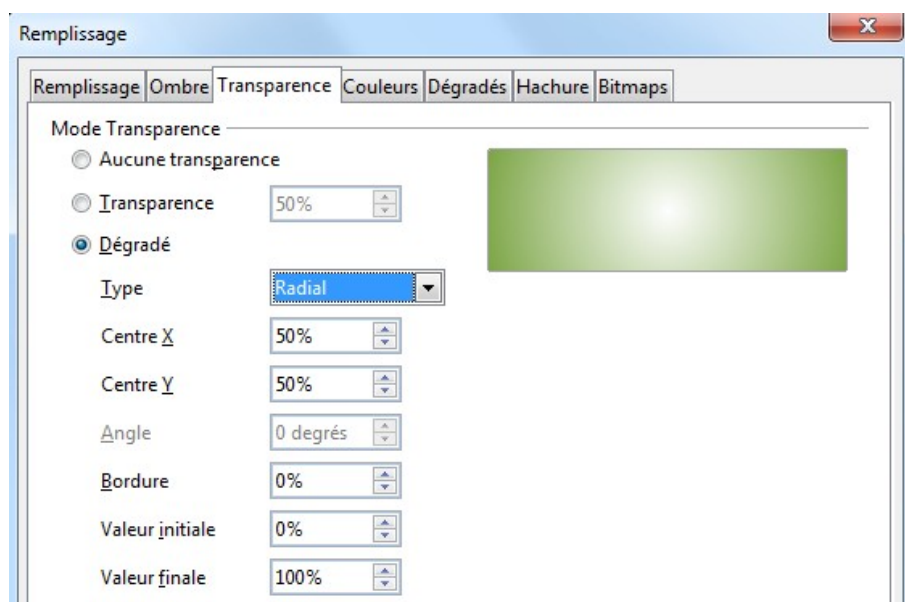 Remplissage
Remplissage Ombre Transparence Couleurs Dégradés Hachure Bitmaps
Mode Transparence
Aucune transparence
Transparence 50%
Dégradé
Type Radial
Centre X 50%
Centre Y 50%
Angle 0 degrés
Bordure 0%
Valeur initiale 0%
Valeur finale 100%